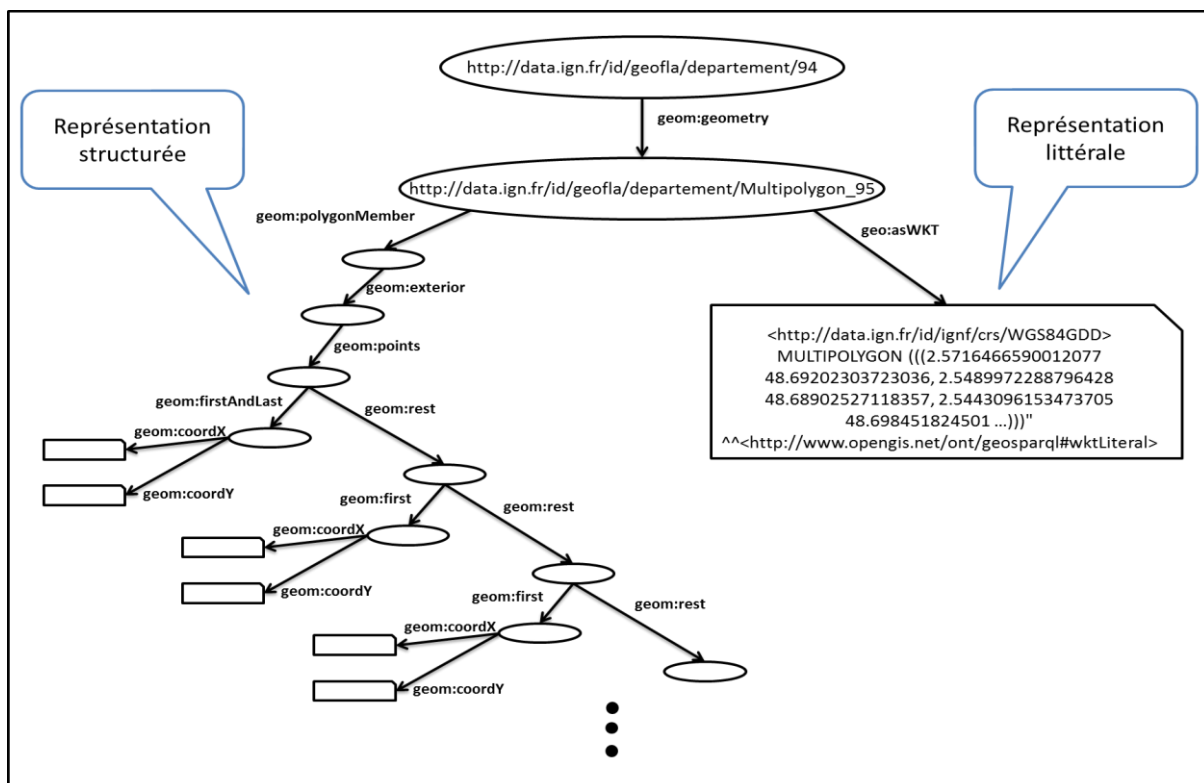 http://data.ign.fr/id/geofla/departement/94
geom:geometry
Représentation
structurée
Représentation
littérale
http://data.ign.fr/id/geofla/departement/Multipolygon_95
geom:polygonMember
geo:asWKT
geom:exterior
geom:points
<http://data.ign.fr/id/ignf/crs/WGS84GDD>
MULTIPOLYGON (((2.5716466590012077
48.69202303723036, 2.5489972288796428
48.68902527118357, 2.5443096153473705
48.698451824501 ...)))"
^^<http://www.opengis.net/ont/geosparql#wktLiteral>
geom:firstAndLast
geom:rest
geom:coordX
geom:coordY
geom:first
geom:rest
geom:coordX
geom:coordY
geom:first
geom:rest
geom:coordX
geom:coordY